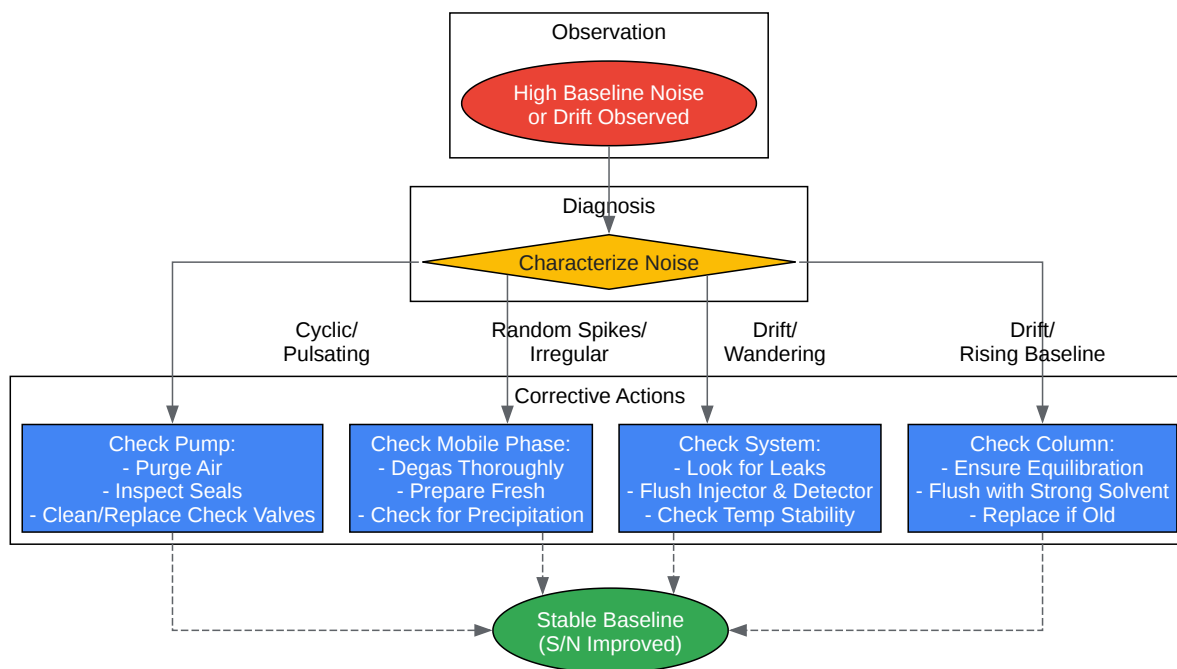 Observation
High Baseline Noise
or Drift Observed
Diagnosis
Characterize Noise
Cyclic/
Pulsating
Random Spikes/
Irregular
Drift/
Wandering
Drift/
Rising Baseline
Corrective Actions
Check Pump:
- Purge Air
- Inspect Seals
- Clean/Replace Check Valves
Check Mobile Phase:
- Degas Thoroughly
- Prepare Fresh
- Check for Precipitation
Check System:
- Look for Leaks
- Flush Injector & Detector
- Check Temp Stability
Check Column:
- Ensure Equilibration
- Flush with Strong Solvent
- Replace if Old
Stable Baseline
(S/N Improved)